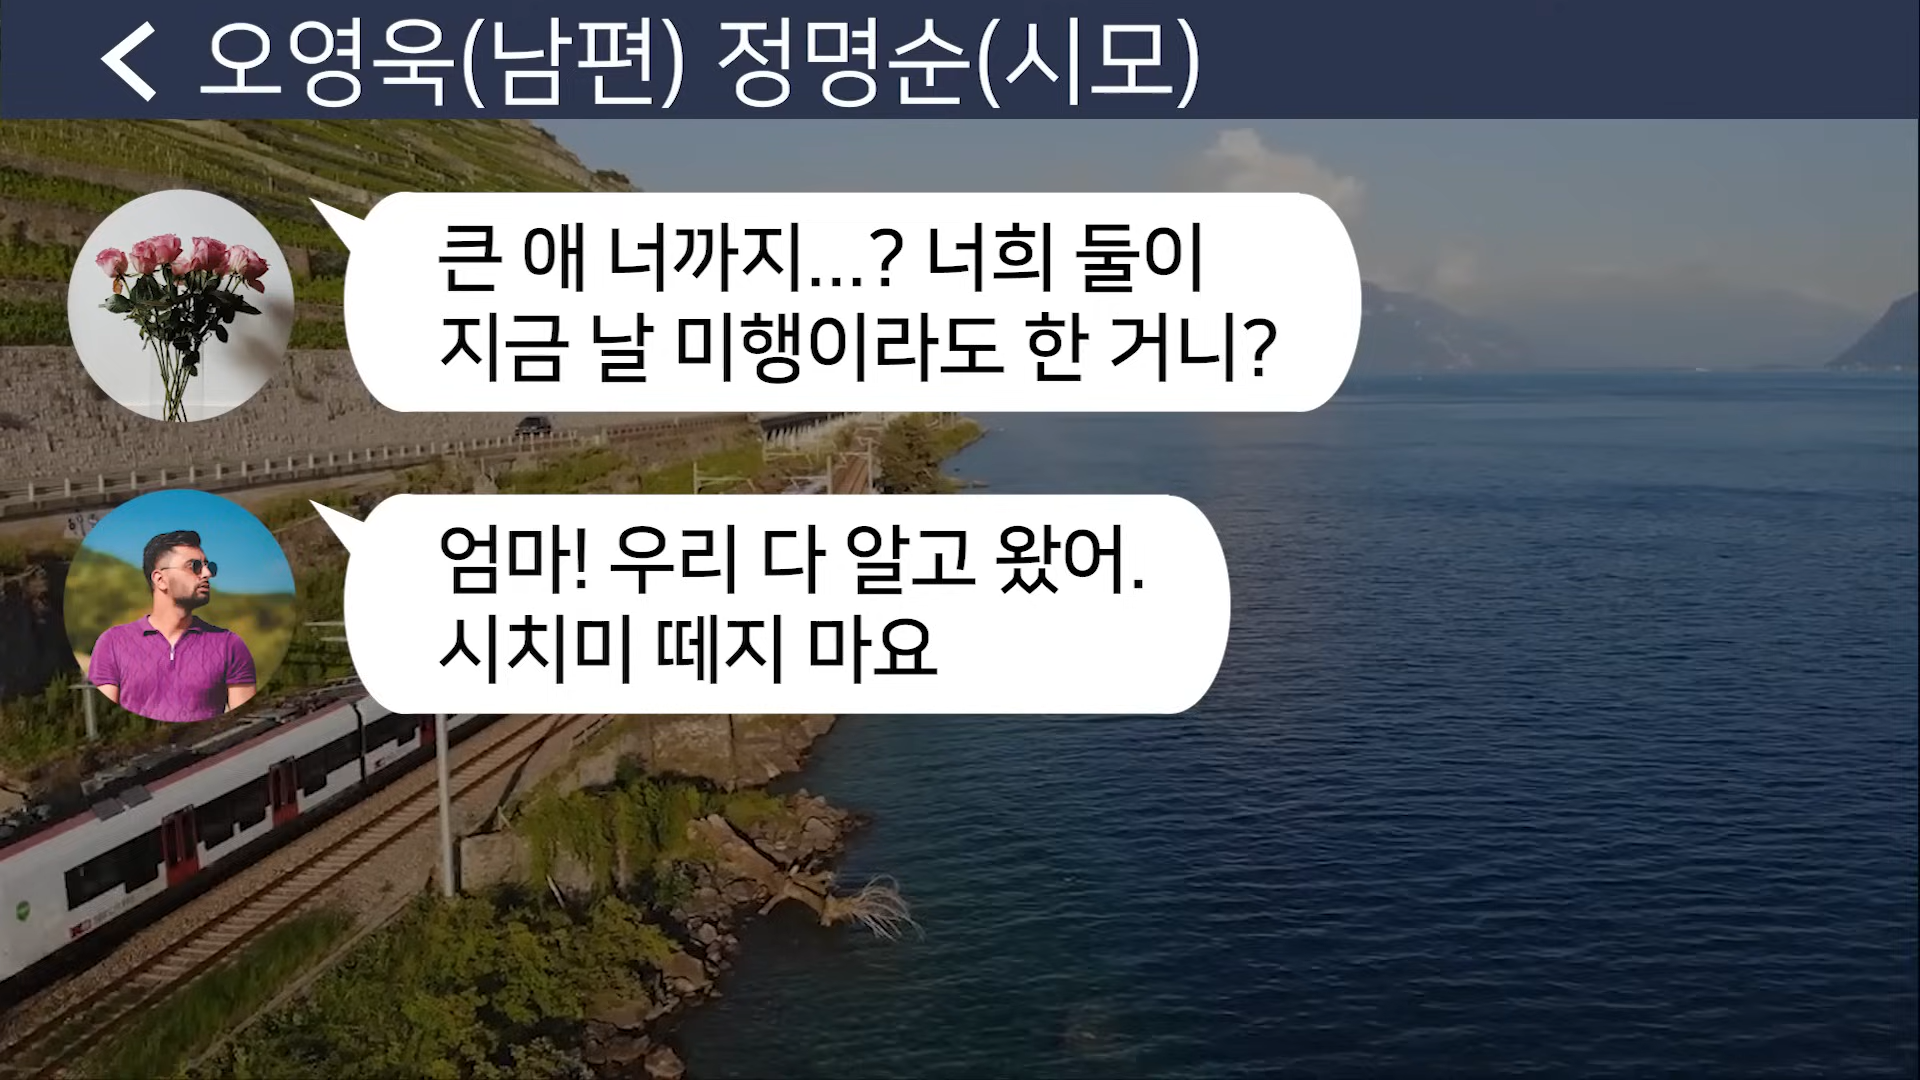 오영욱(남편) 정명순(시모)
큰 애 너까지...? 너희 둘이
지금 날 미행이라도 한 거니?
엄마! 우리 다 알고 왔어.
시치미 떼지 마요